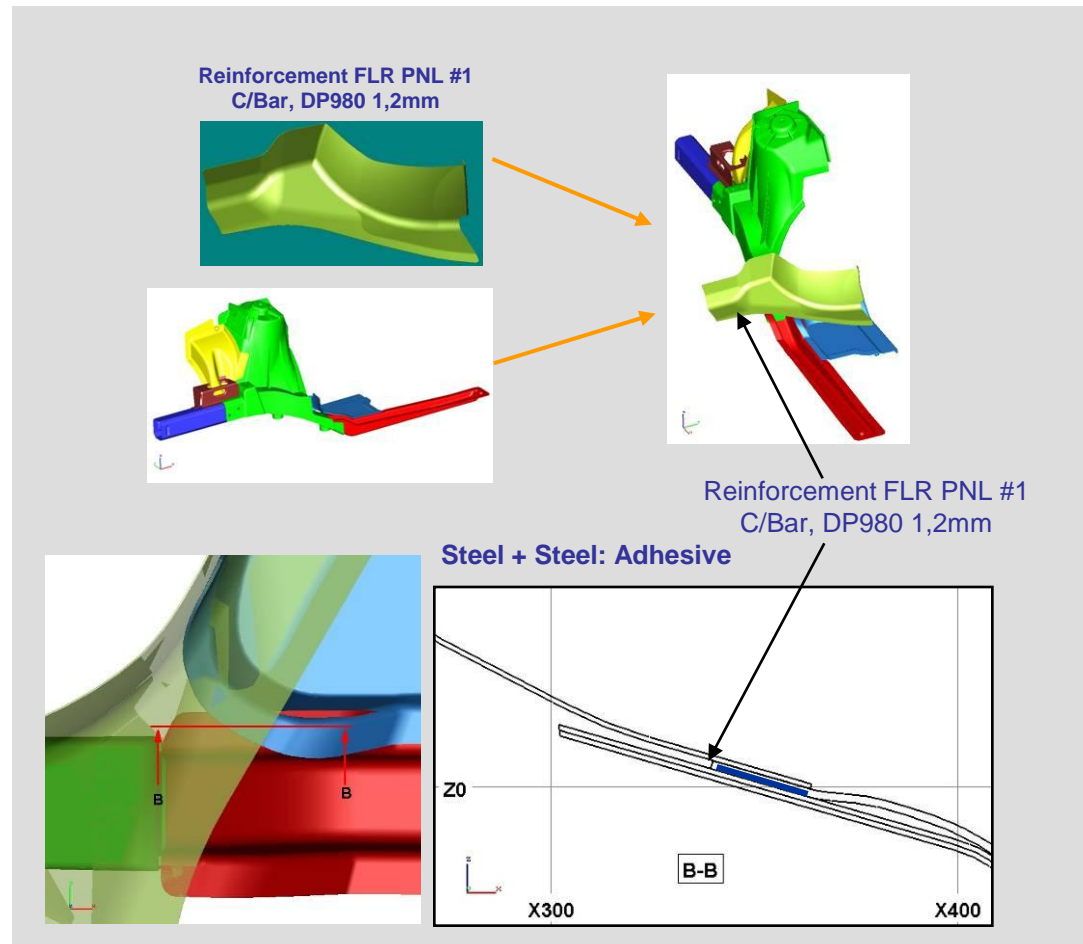 Reinforcement FLR PNL #1
C/Bar, DP980 1,2mm
Reinforcement FLR PNL #1
C/Bar, DP980 1,2mm
Steel + Steel: Adhesive
B
B
Z0
B-B
X300
X400